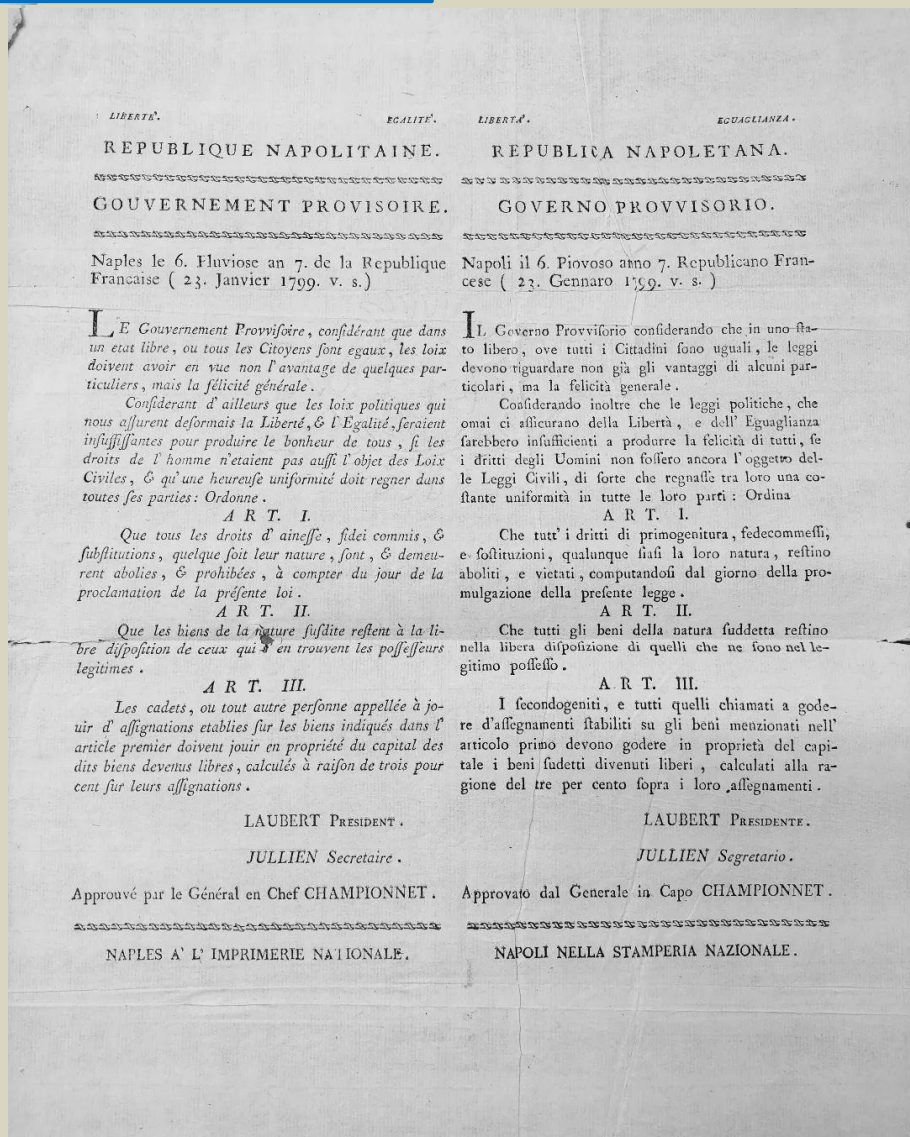 LIBERTE'. EGALITE'.
REPUBLIQUE NAPOLITAINE.
GOUVERNEMENT PROVISOIRE.
Naples le 6. Pluviose an 7. de la Republique
Francaise ( 23. Janvier 1799. v. s.)
LE Gouvernement Provviſoire, conſidérant que dans
un etat libre, ou tous les Citoyens ſont egaux, les loix
doivent avoir en vue non l'avantage de quelques par-
ticuliers, mais la félicité générale.
Conſiderant d'ailleurs que les loix politiques qui
nous aſſurent deſormais la Liberté, & l'Egalité, ſeraient
inſuffiſſantes pour produire le bonheur de tous, ſi les
droits de l'homme n'etaient pas auſſi l'objet des Loix
Civiles, & qu'une heureuſe uniformité doit regner dans
toutes ſes parties: Ordonne.
ART. I.
Que tous les droits d'aineſſe, fidei commis, &
ſubſtitutions, quelque ſoit leur nature, ſont, & demeu-
rent abolies, & prohibées, à compter du jour de la
proclamation de la préſente loi.
ART. II.
Que les biens de la nature ſuſdite reſtent à la li-
bre diſpoſition de ceux qui s'en trouvent les poſſeſſeurs
legitimes.
ART. III.
Les cadets, ou tout autre perſonne appellée à jo-
uir d'aſſignations etablies ſur les biens indiqués dans l'
article premier doivent jouir en propriété du capital des
dits biens devenus libres, calculés à raiſon de trois pour
cent ſur leurs aſſignations.
LAUBERT PRESIDENT.
JULLIEN Secretaire.
Approuvé par le Général en Chef CHAMPIONNET.
NAPLES A' L' IMPRIMERIE NATIONALE.
LIBERTA'. EGUAGLIANZA.
REPUBLICA NAPOLETANA.
GOVERNO PROVVISORIO.
Napoli il 6. Piovoso anno 7. Republicano Fran-
cese ( 23. Gennaro 1799. v. s. )
IL Governo Provviſorio conſiderando che in uno ſta-
to libero, ove tutti i Cittadini ſono uguali, le leggi
devono riguardare non già gli vantaggi di alcuni par-
ticolari, ma la felicità generale.
Conſiderando inoltre che le leggi politiche, che
omai ci aſſicurano della Libertà, e dell'Eguaglianza
ſarebbero inſufficienti a produrre la felicità di tutti, ſe
i dritti degli Uomini non foſſero ancora l'oggetto del-
le Leggi Civili, di ſorte che regnaſſe tra loro una co-
ſtante uniformità in tutte le loro parti: Ordina
ART. I.
Che tutt'i dritti di primogenitura, fedecommeſſi,
e ſoſtituzioni, qualunque ſiaſi la loro natura, reſtino
aboliti, e vietati, computandoſi dal giorno della pro-
mulgazione della preſente legge.
ART. II.
Che tutti gli beni della natura ſuddetta reſtino
nella libera diſpoſizione di quelli che ne ſono nel le-
gitimo poſſeſſo.
ART. III.
I ſecondogeniti, e tutti quelli chiamati a gode-
re d'aſſegnamenti ſtabiliti su gli beni menzionati nell'
articolo primo devono godere in proprietà del capi-
tale i beni ſudetti divenuti liberi, calculati alla ra-
gione del tre per cento ſopra i loro aſſegnamenti.
LAUBERT PRESIDENTE.
JULLIEN Segretario.
Approvato dal Generale in Capo CHAMPIONNET.
NAPOLI NELLA STAMPERIA NAZIONALE.